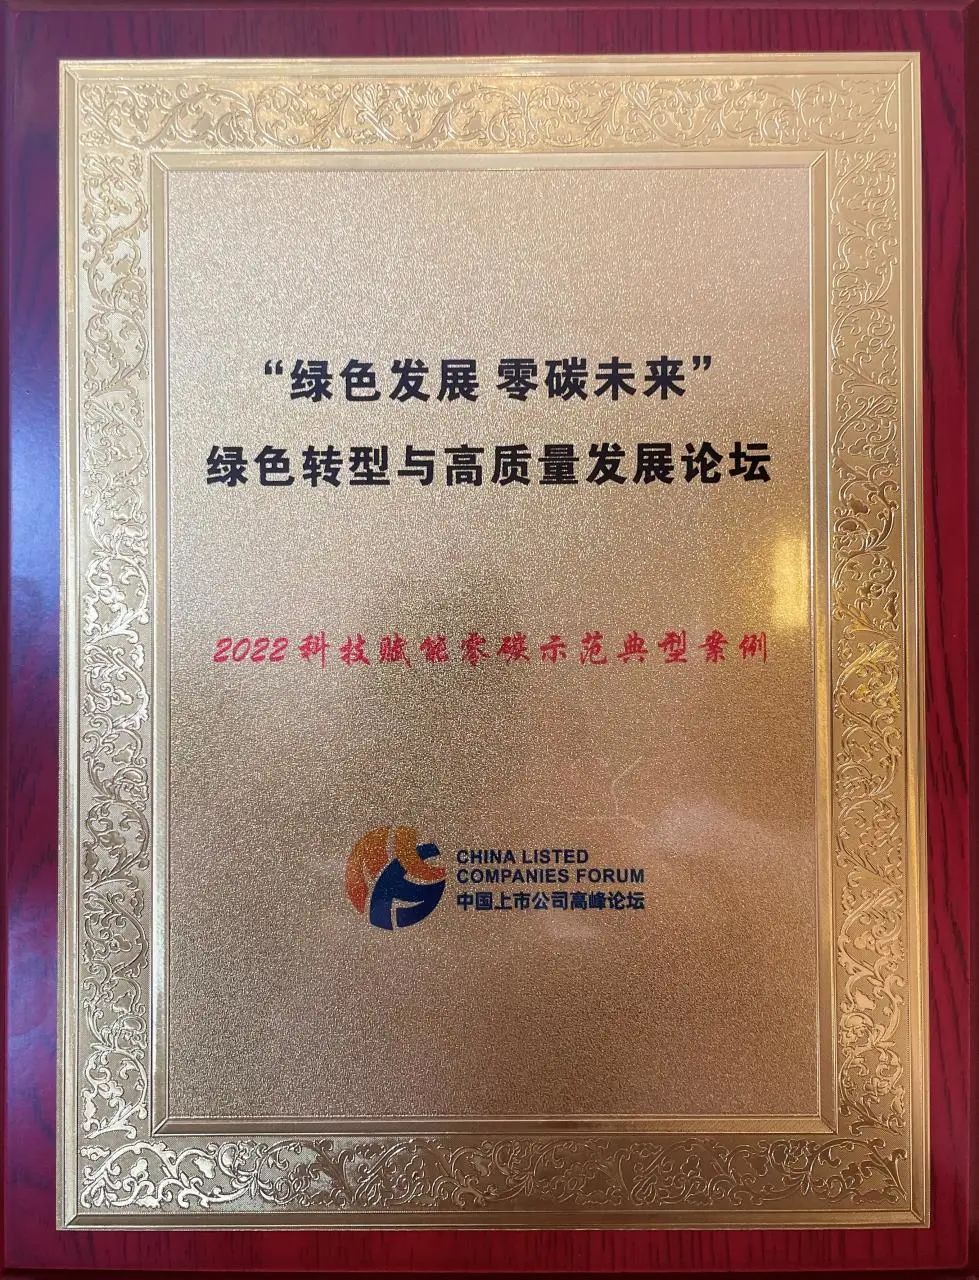 “绿色发展 零碳未来”
绿色转型与高质量发展论坛
2022科技赋能零碳示范典型案例
CHINA LISTED
COMPANIES FORUM
中国上市公司高峰论坛